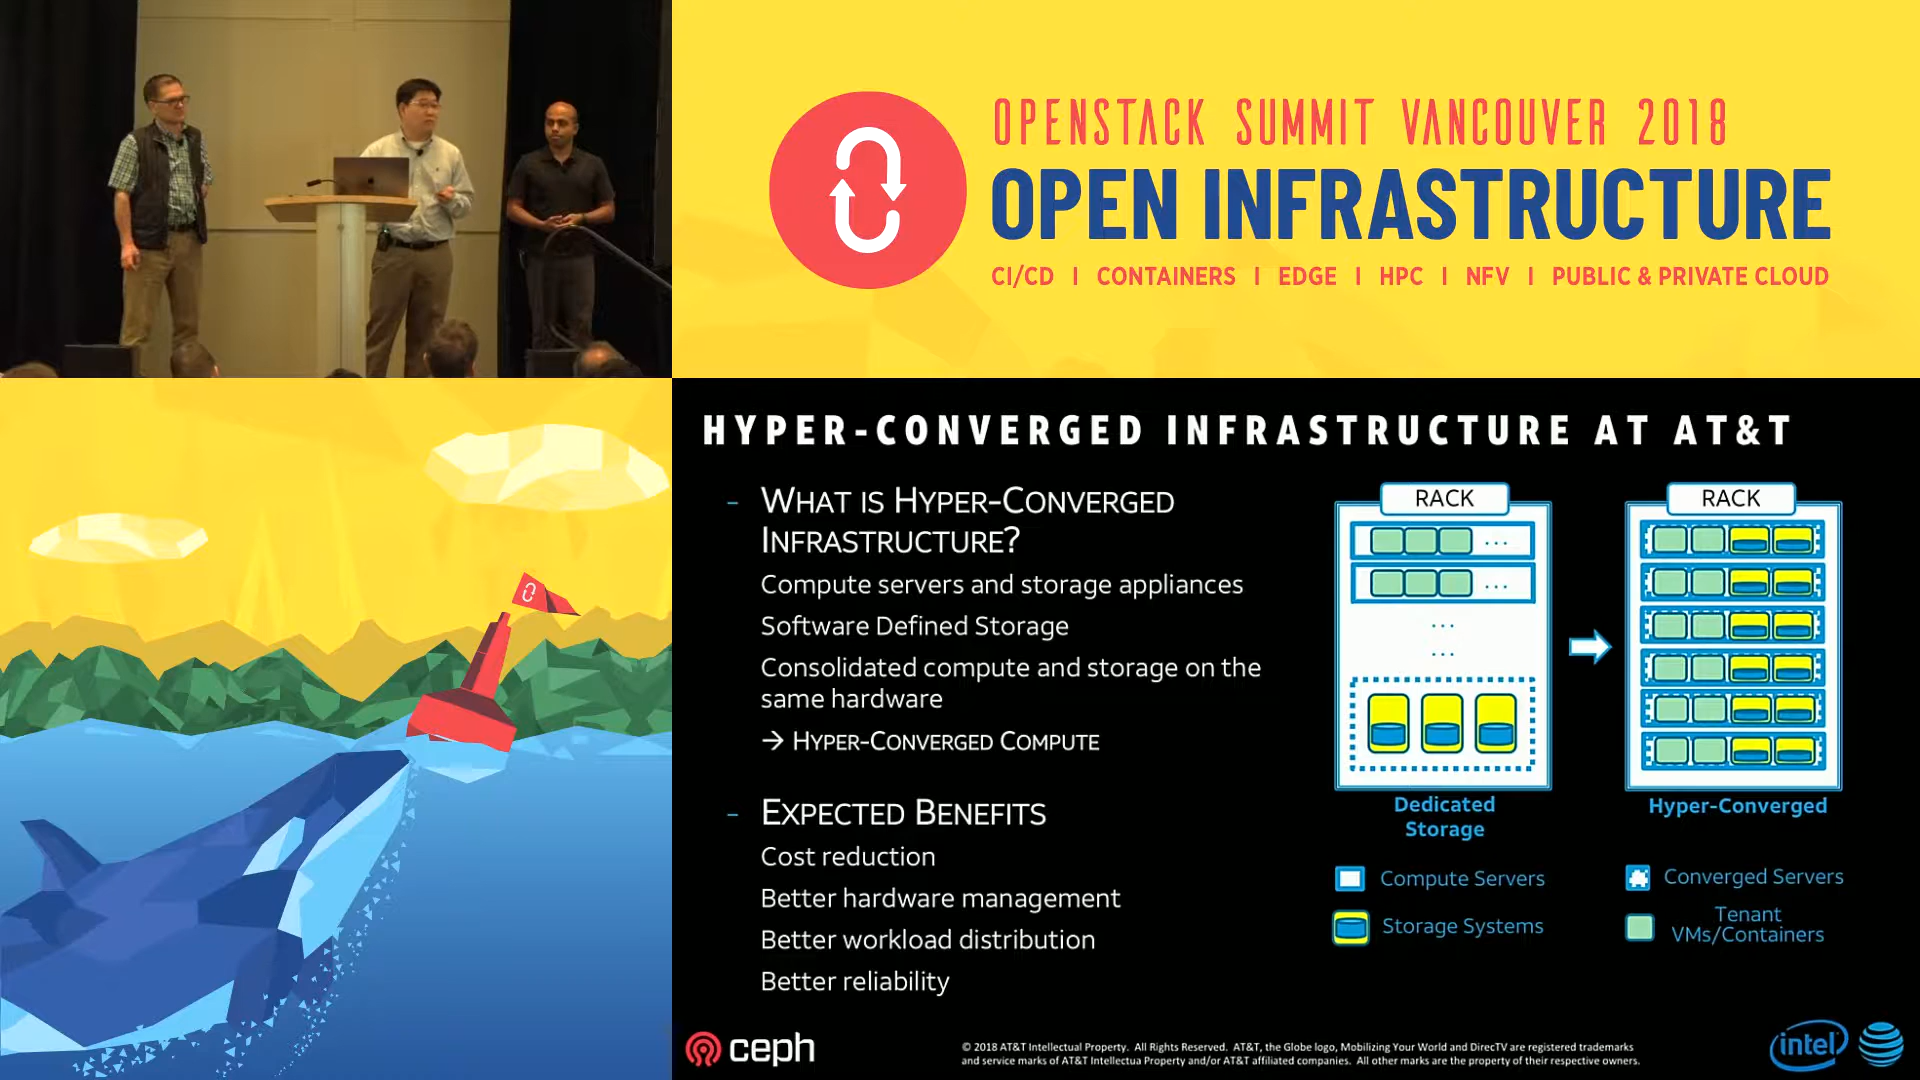 OPENSTACK SUMMIT VANCOUVER 2018
OPEN INFRASTRUCTURE
CI/CD | CONTAINERS | EDGE | HPC | NFV | PUBLIC & PRIVATE CLOUD
HYPER-CONVERGED INFRASTRUCTURE AT AT&T
- WHAT IS HYPER-CONVERGED
INFRASTRUCTURE?
Compute servers and storage appliances
Software Defined Storage
Consolidated compute and storage on the
same hardware
→ HYPER-CONVERGED COMPUTE
- EXPECTED BENEFITS
Cost reduction
Better hardware management
Better workload distribution
Better reliability
RACK
...
...
...
...
Dedicated
Storage
RACK
Hyper-Converged
Compute Servers
Storage Systems
Converged Servers
Tenant
VMs/Containers
ceph
© 2018 AT&T Intellectual Property. All Rights Reserved. AT&T, the Globe logo, Mobilizing Your World and DirecTV are registered trademarks
and service marks of AT&T Intellectua Property and/or AT&T affiliated companies. All other marks are the property of their respective owners.
intel